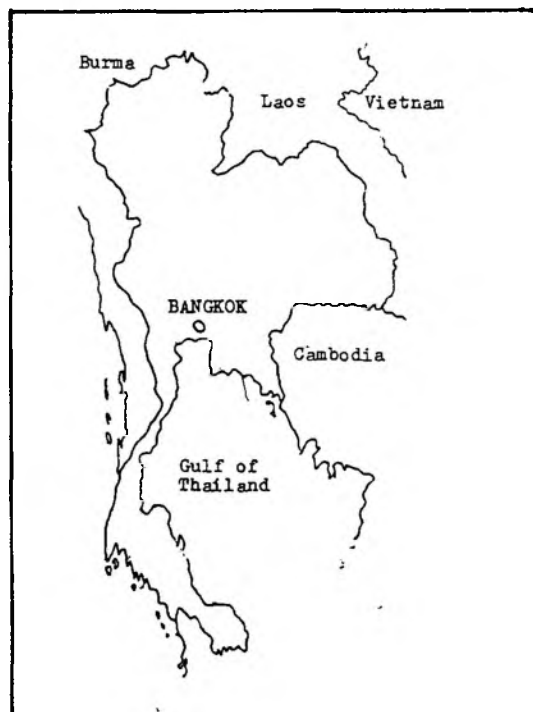 Burma
Laos
Vietnam
BANGKOK
Cambodia
Gulf of
Thailand